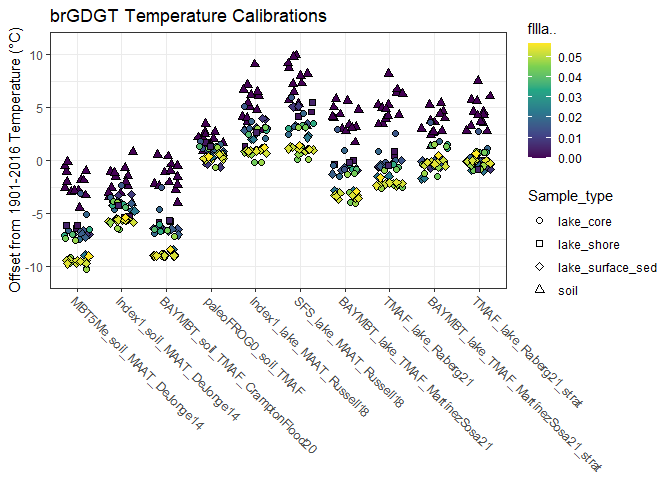 brGDGT Temperature Calibrations
fIIIa..
Offset from 1901-2016 Temperature (°C)
10
5
0
-5
-10
0.05
0.04
0.03
0.02
0.01
0.00
Sample_type
lake_core
lake_shore
lake_surface_sed
soil
MBT5Me_soil_MAAT_DeJonge14
Index1_soil_MAAT_DeJonge14
BAYMBT_soil_TMAF_CramptonFlood20
paleoFROG0_soil_TMAF
Index1_lake_MAAT_Russell18
SFS_lake_MAAT_Russell18
BAYMBT_lake_TMAF_MartinezSosa21
TMAF_lake_Raberg21
BAYMBT_lake_TMAF_MartinezSosa21_strat
TMAF_lake_Raberg21_strat